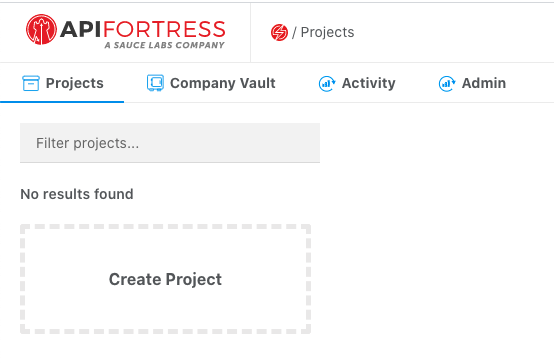 APIFORTRESS
A SAUCE LABS COMPANY
/ Projects
Projects
Company Vault
Activity
Admin
Filter projects...
No results found
Create Project